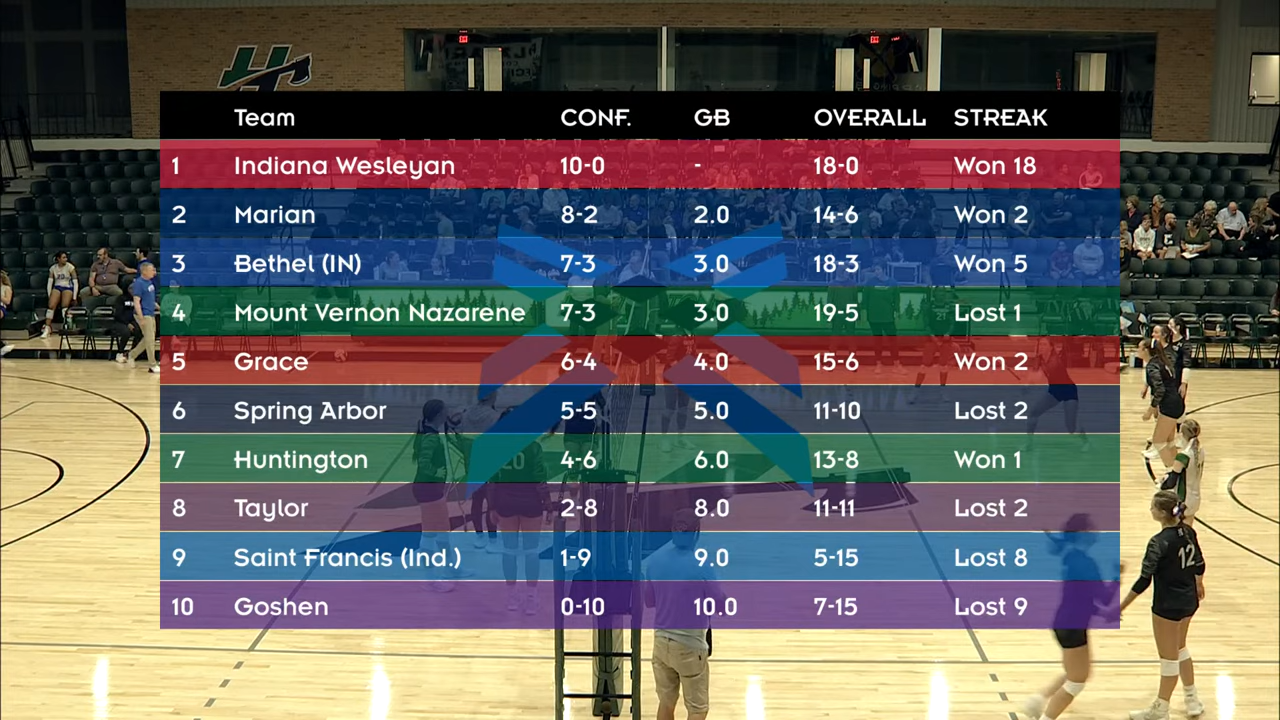 Team CONF. GB OVERALL STREAK
1 Indiana Wesleyan 10-0 - 18-0 Won 18
2 Marian 8-2 2.0 14-6 Won 2
3 Bethel (IN) 7-3 3.0 18-3 Won 5
4 Mount Vernon Nazarene 7-3 3.0 19-5 Lost 1
5 Grace 6-4 4.0 15-6 Won 2
6 Spring Arbor 5-5 5.0 11-10 Lost 2
7 Huntington 4-6 6.0 13-8 Won 1
8 Taylor 2-8 8.0 11-11 Lost 2
9 Saint Francis (Ind.) 1-9 9.0 5-15 Lost 8
10 Goshen 0-10 10.0 7-15 Lost 9
20
12